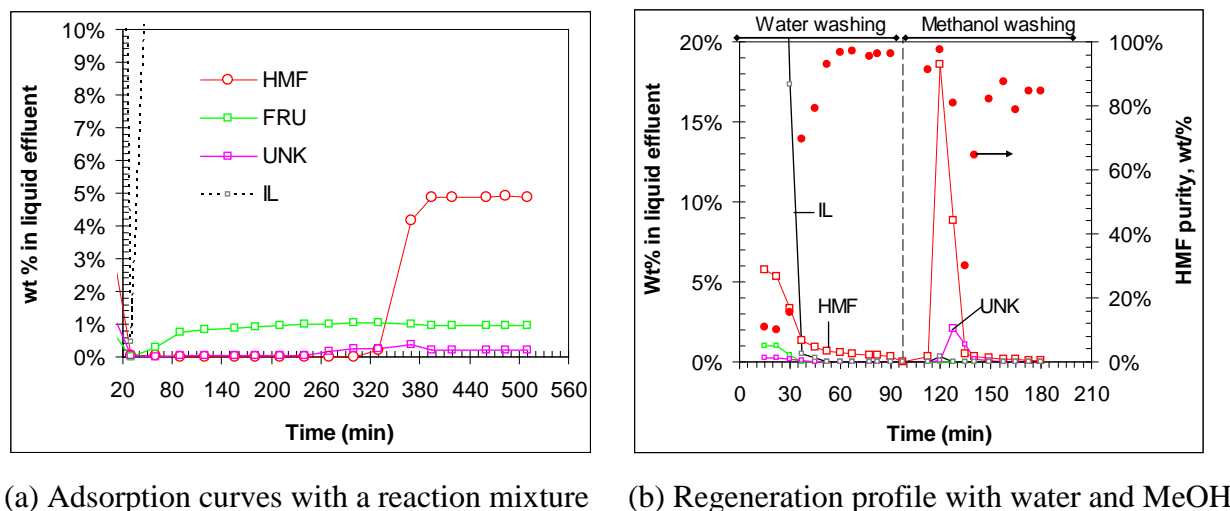 10%
9%
8%
7%
6%
5%
4%
3%
2%
1%
0%
wt % in liquid effluent
HMF
FRU
UNK
IL
20 80 140 200 260 320 380 440 500 560
Time (min)
(a) Adsorption curves with a reaction mixture
Water washing Methanol washing
20%
15%
10%
5%
0%
Wt% in liquid effluent
100%
80%
60%
40%
20%
0%
HMF purity, wt/%
IL
HMF
UNK
0 30 60 90 120 150 180 210
Time (min)
(b) Regeneration profile with water and MeOH